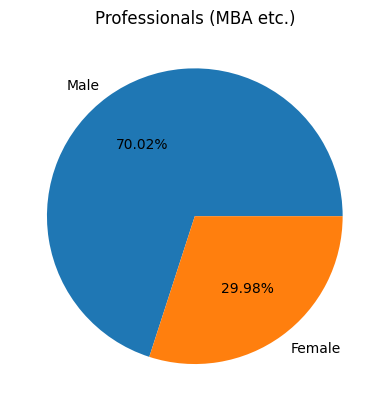 Professionals (MBA etc.)
Male
70.02%
29.98%
Female